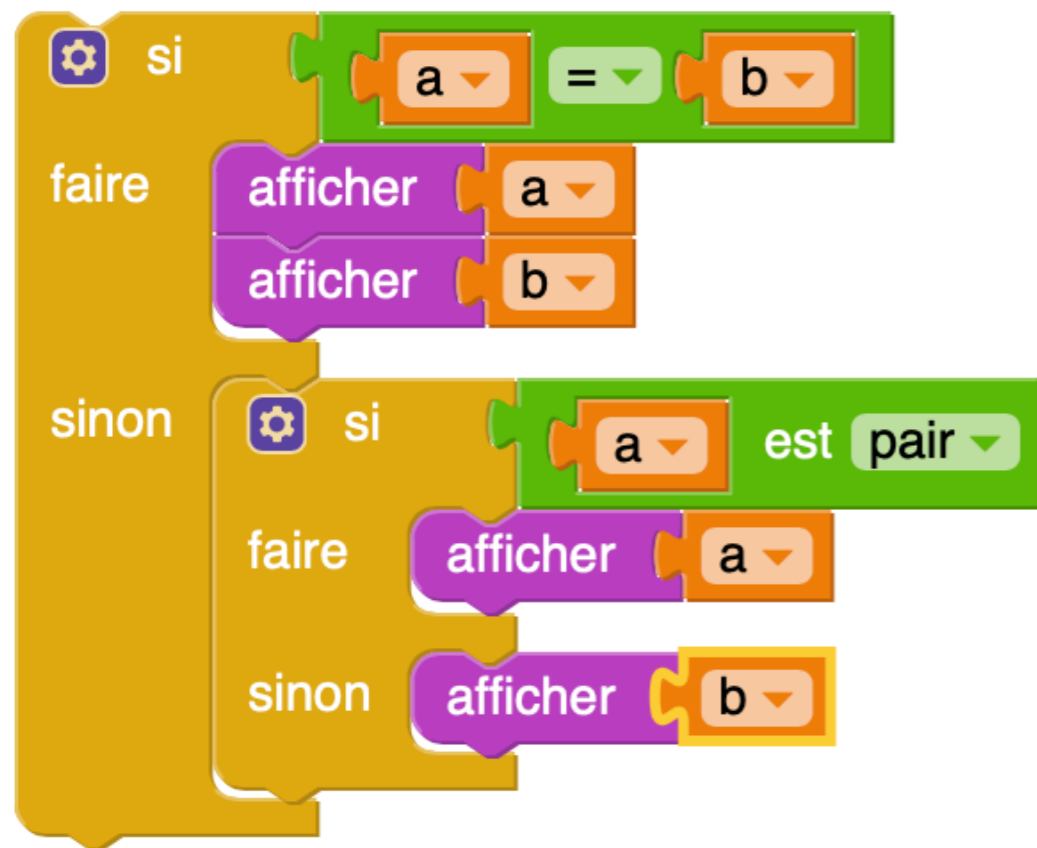 si a = b
faire afficher a
afficher b
sinon si a est pair
faire afficher a
sinon afficher b